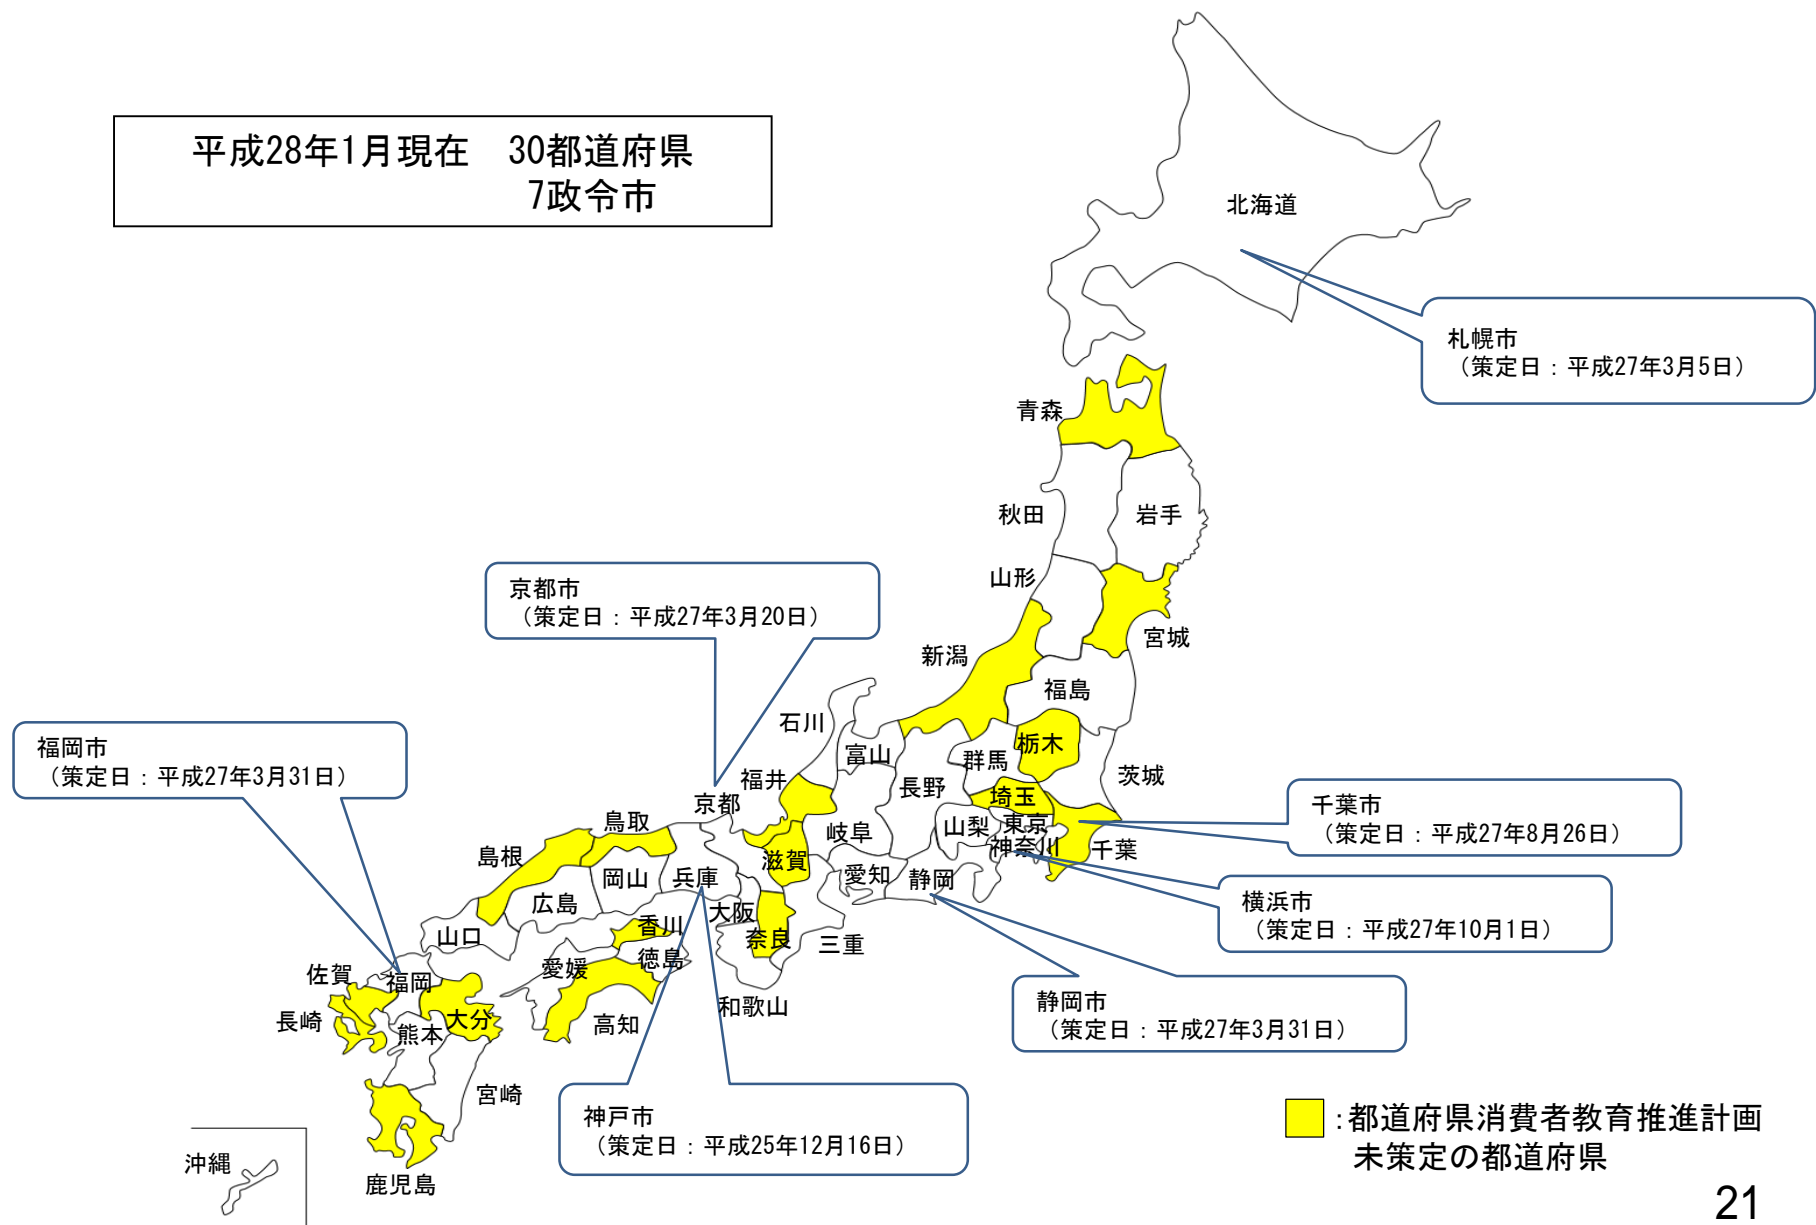 平成28年1月現在　30都道府県
7政令市
北海道
札幌市
（策定日：平成27年3月5日）
青森
秋田
岩手
山形
宮城
京都市
（策定日：平成27年3月20日）
新潟
福島
石川
福岡市
（策定日：平成27年3月31日）
富山
群馬
栃木
茨城
福井
長野
埼玉
京都
千葉市
（策定日：平成27年8月26日）
鳥取
岐阜
山梨
東京
神奈川
千葉
島根
滋賀
岡山
兵庫
愛知
静岡
横浜市
（策定日：平成27年10月1日）
広島
大阪
香川
山口
奈良
三重
佐賀
福岡
愛媛
徳島
和歌山
静岡市
（策定日：平成27年3月31日）
長崎
熊本
大分
高知
宮崎
神戸市
（策定日：平成25年12月16日）
：都道府県消費者教育推進計画
未策定の都道府県
沖縄
鹿児島
21